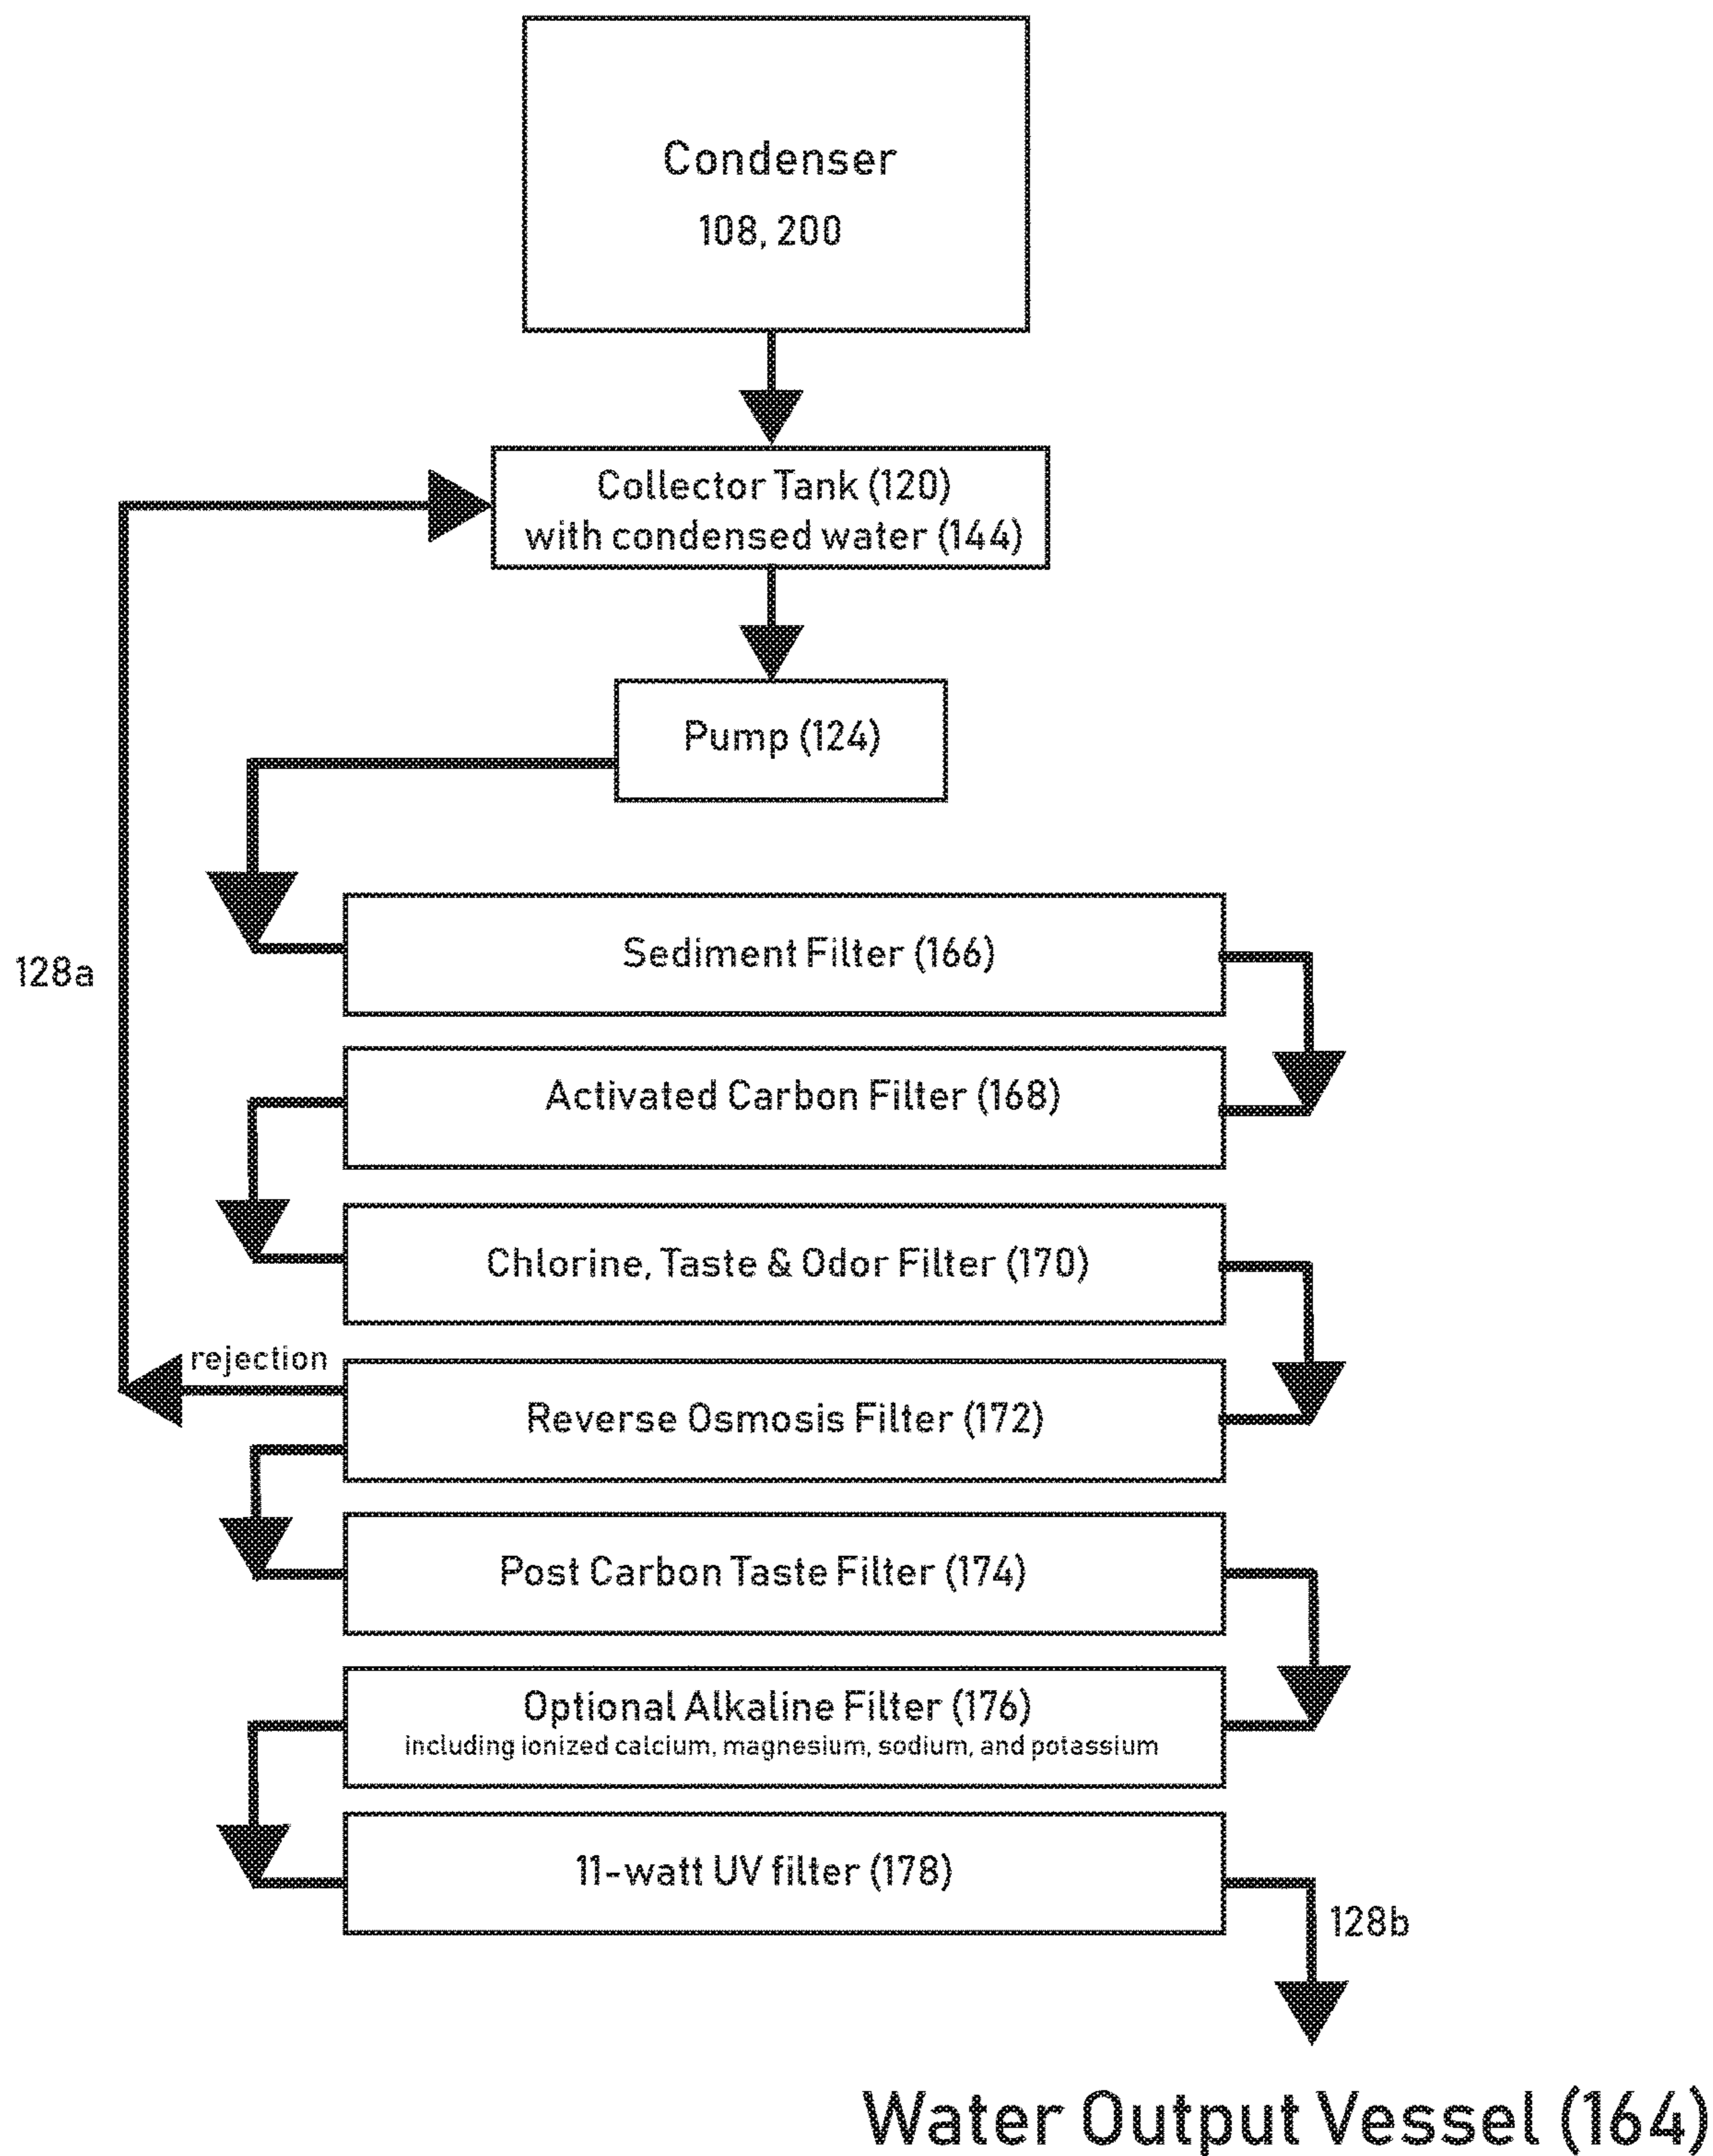 Condenser
108, 200
Collector Tank (120)
with condensed water (144)
Pump (124)
Sediment Filter (166)
128a
Activated Carbon Filter (168)
Chlorine, Taste & Odor Filter (170)
rejection
Reverse Osmosis Filter (172)
Post Carbon Taste Filter (174)
Optional Alkaline Filter (176)
including ionized calcium, magnesium, sodium, and potassium
11-watt UV filter (178)
128b
Water Output Vessel (164)